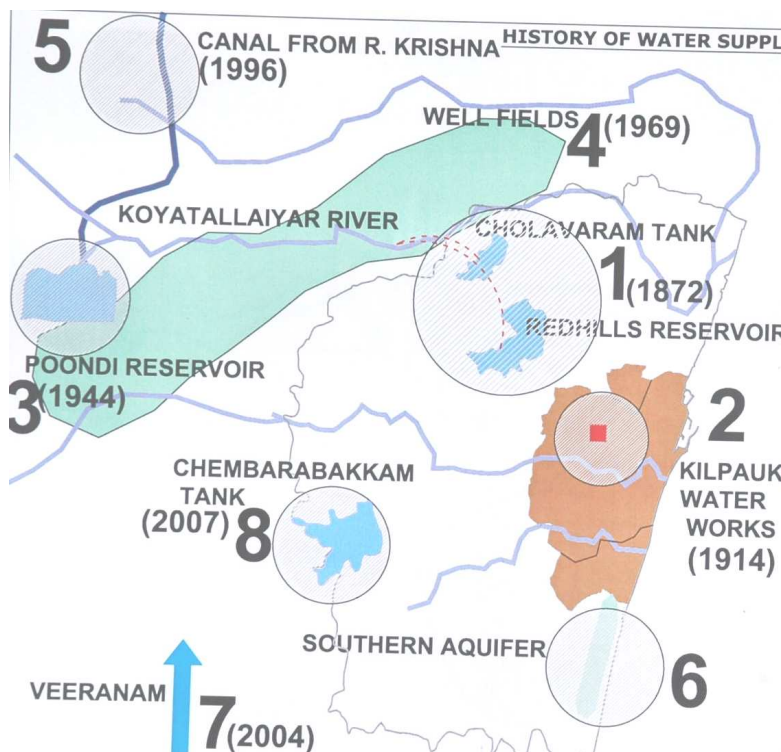 5
CANAL FROM R. KRISHNA
(1996)
HISTORY OF WATER SUPPL
WELL FIELDS
4
(1969)
KOYATALLAIYAR RIVER
CHOLAVARAM TANK
1
(1872)
REDHILLS RESERVOIR
POONDI RESERVOIR
3
(1944)
2
KILPAUK
WATER
WORKS
(1914)
CHEMBARABAKKAM
TANK
(2007)
8
SOUTHERN AQUIFER
6
VEERANAM
7
(2004)